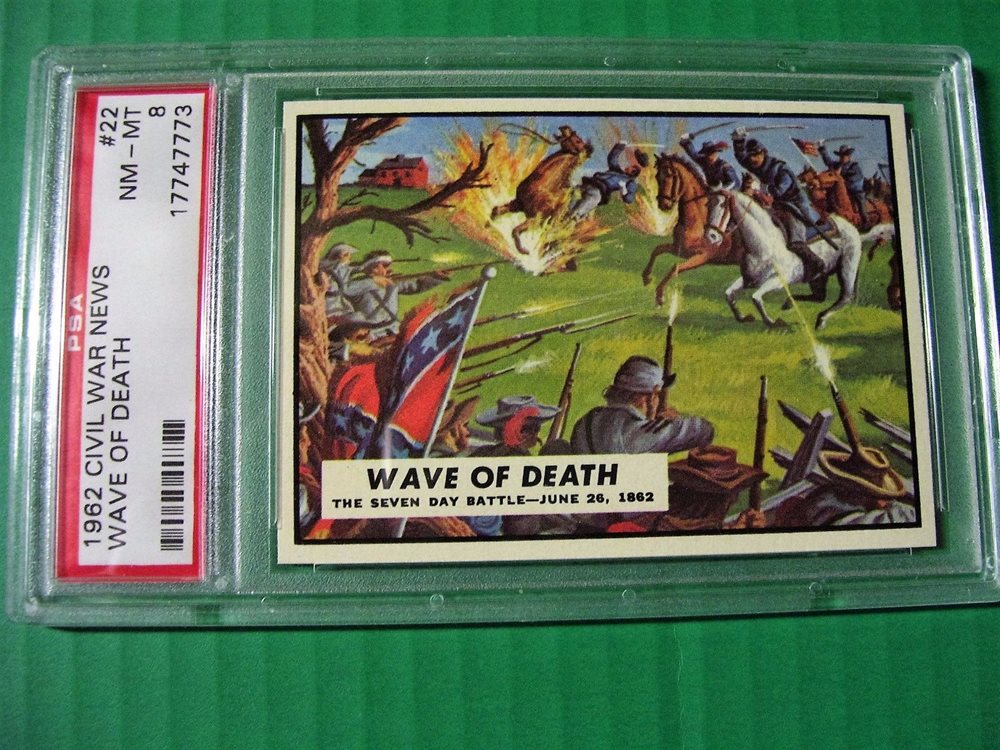 1962 CIVIL WAR NEWS #22
WAVE OF DEATH NM-MT 8
PSA 17747773
WAVE OF DEATH
THE SEVEN DAY BATTLE—JUNE 26, 1862